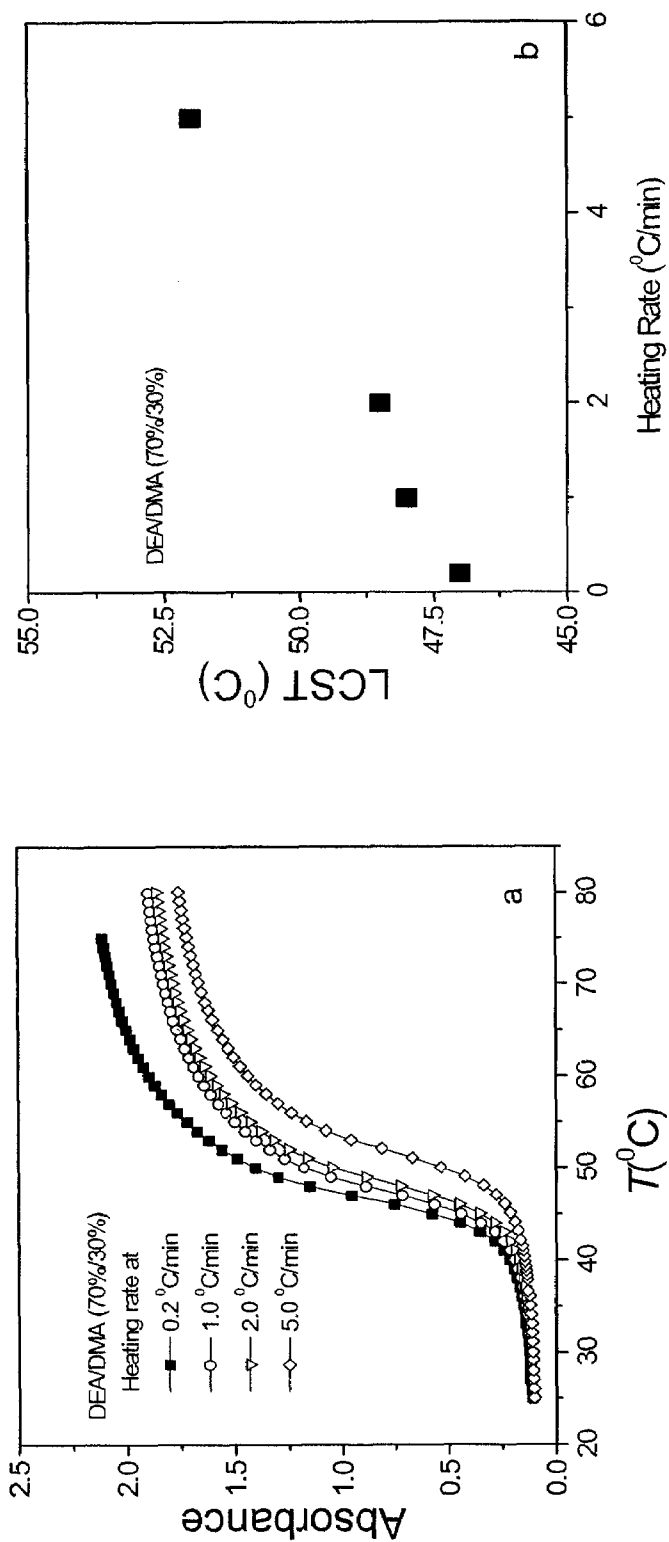 2.5
2.0
1.5
1.0
0.5
0.0
Absorbance
DEA/DMA (70%/30%)
Heating rate at
0.2 ⁰C/min
1.0 ⁰C/min
2.0 ⁰C/min
5.0 ⁰C/min
a
20 30 40 50 60 70 80
T(⁰C)
55.0
52.5
50.0
47.5
45.0
LCST (⁰C)
DEA/DMA (70%/30%)
b
0 2 4 6
Heating Rate (⁰C/min)